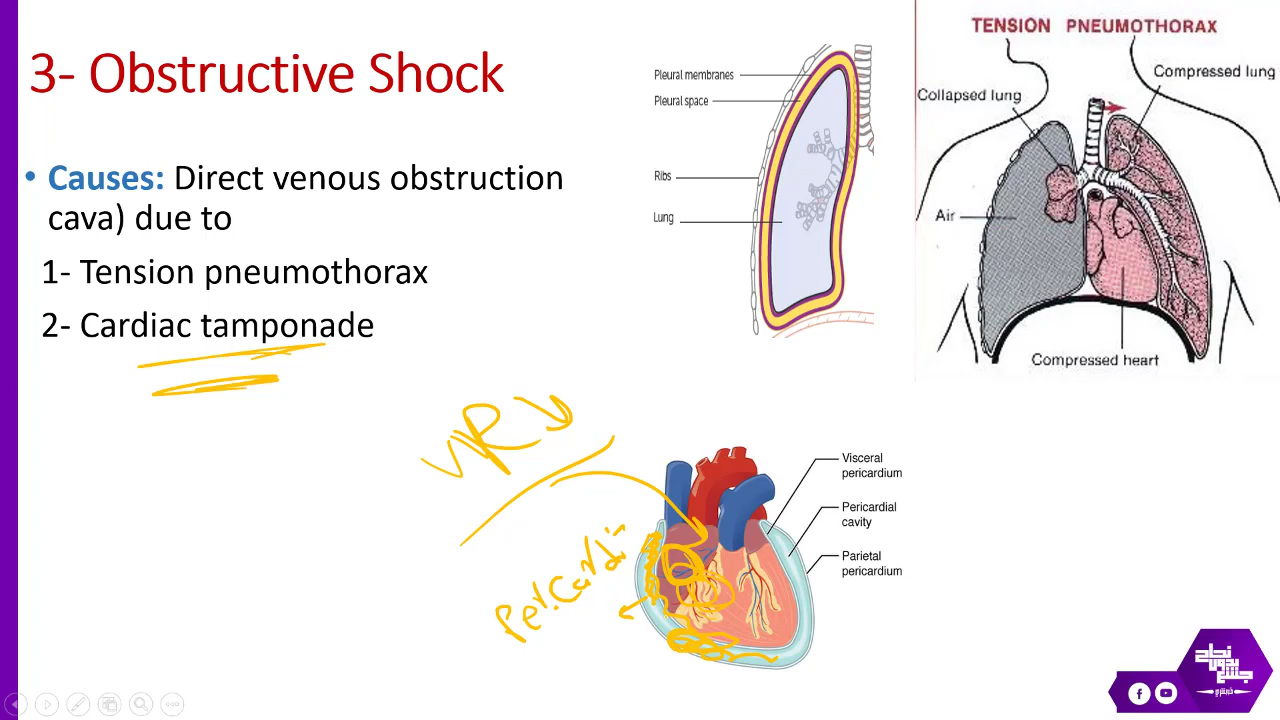 3- Obstructive Shock
• Causes: Direct venous obstruction
cava) due to
1- Tension pneumothorax
2- Cardiac tamponade
Pleural membranes
Pleural space
Ribs
Lung
TENSION PNEUMOTHORAX
Compressed lung
Collapsed lung
Air
Compressed heart
VR↓
Peri.Cardi
Visceral
pericardium
Pericardial
cavity
Parietal
pericardium